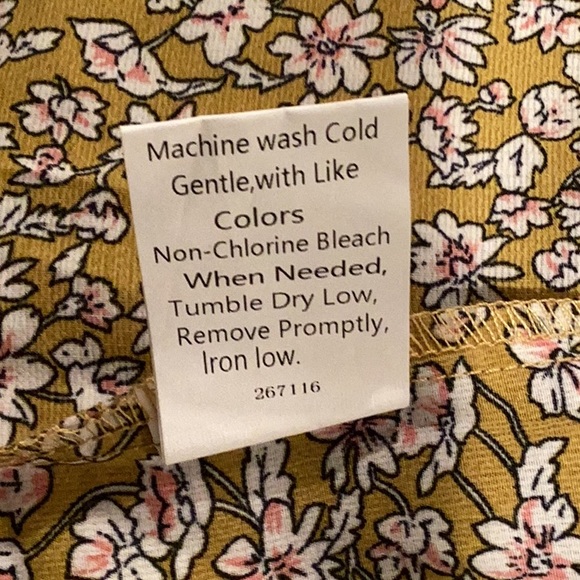 Machine wash Cold
Gentle,with Like
Colors
Non-Chlorine Bleach
When Needed,
Tumble Dry Low,
Remove Promptly,
Iron low.
267116